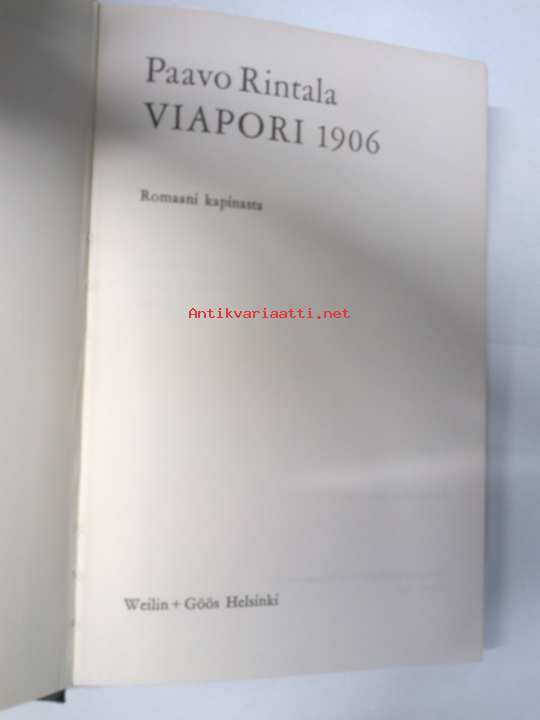 Paavo Rintala
VIAPORI 1906
Romaani kapinasta
Antikvariaatti.net
Weilin + Göös Helsinki